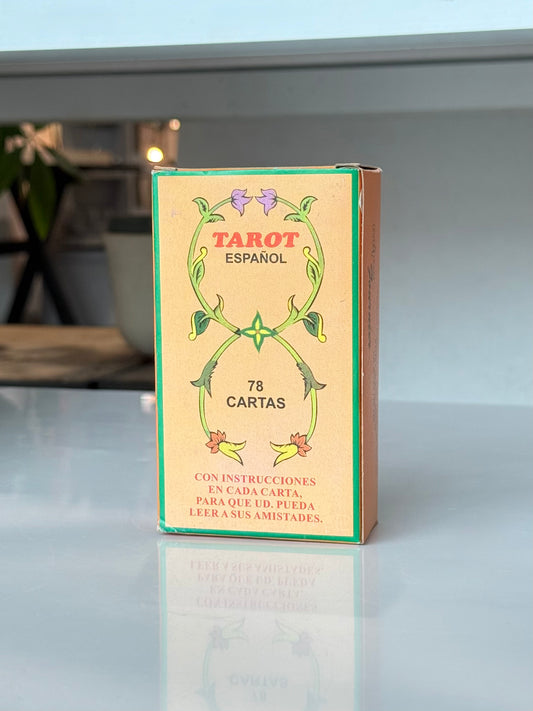 TAROT
ESPAÑOL
78
CARTAS
CON INSTRUCCIONES
EN CADA CARTA,
PARA QUE UD. PUEDA
LEER A SUS AMISTADES.